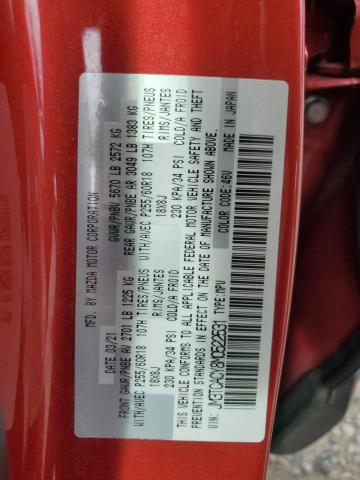 MFD. BY MAZDA MOTOR CORPORATION
DATE 03/21 GVWR/PNBV 5670 LB 2572 KG
FRONT GAWR/PNBE AV 2701 LB 1225 KG REAR GAWR/PNBE AR 3049 LB 1383 KG
WITH/AVEC P255/60R18 107H TIRES/PNEUS WITH/AVEC P255/60R18 107H TIRES/PNEUS
18X8J RIMS/JANTES 18X8J RIMS/JANTES
230 KPA/34 PSI COLD/A FROID 230 KPA/34 PSI COLD/A FROID
THIS VEHICLE CONFORMS TO ALL APPLICABLE FEDERAL MOTOR VEHICLE SAFETY AND THEFT
PREVENTION STANDARDS IN EFFECT ON THE DATE OF MANUFACTURE SHOWN ABOVE.
VIN: TYPE:MPV COLOR CODE:46V MADE IN JAPAN